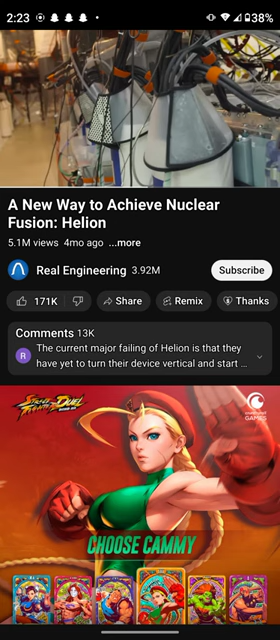 2:23
38%
A New Way to Achieve Nuclear
Fusion: Helion
5.1M views 4mo ago ...more
Real Engineering 3.92M
Subscribe
171K
Share
Remix
Thanks
Comments 13K
R
The current major failing of Helion is that they
have yet to turn their device vertical and start ...
STREET FIGHTER DUEL
crunchyroll
GAMES
CHOOSE CAMMY